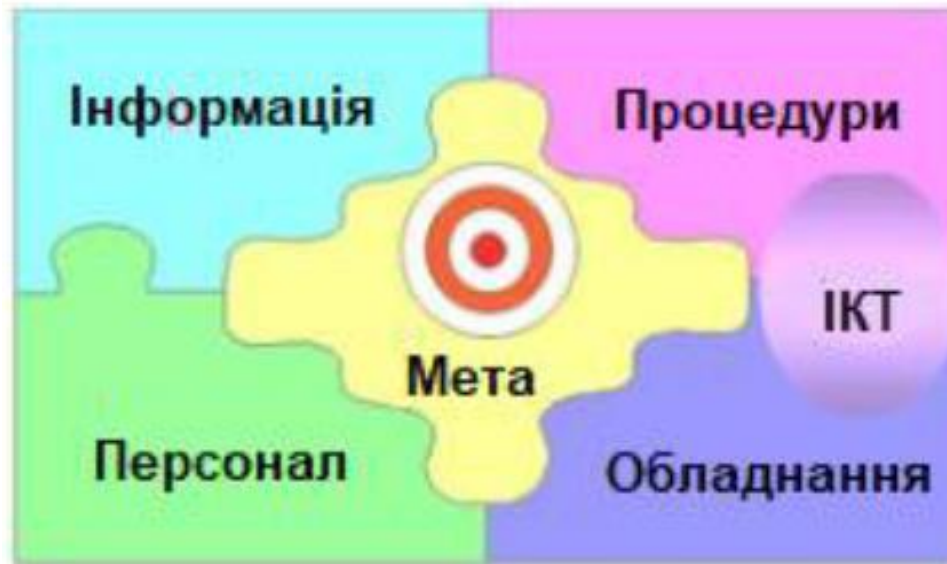 Інформація
Процедури
ІКТ
Мета
Персонал
Обладнання